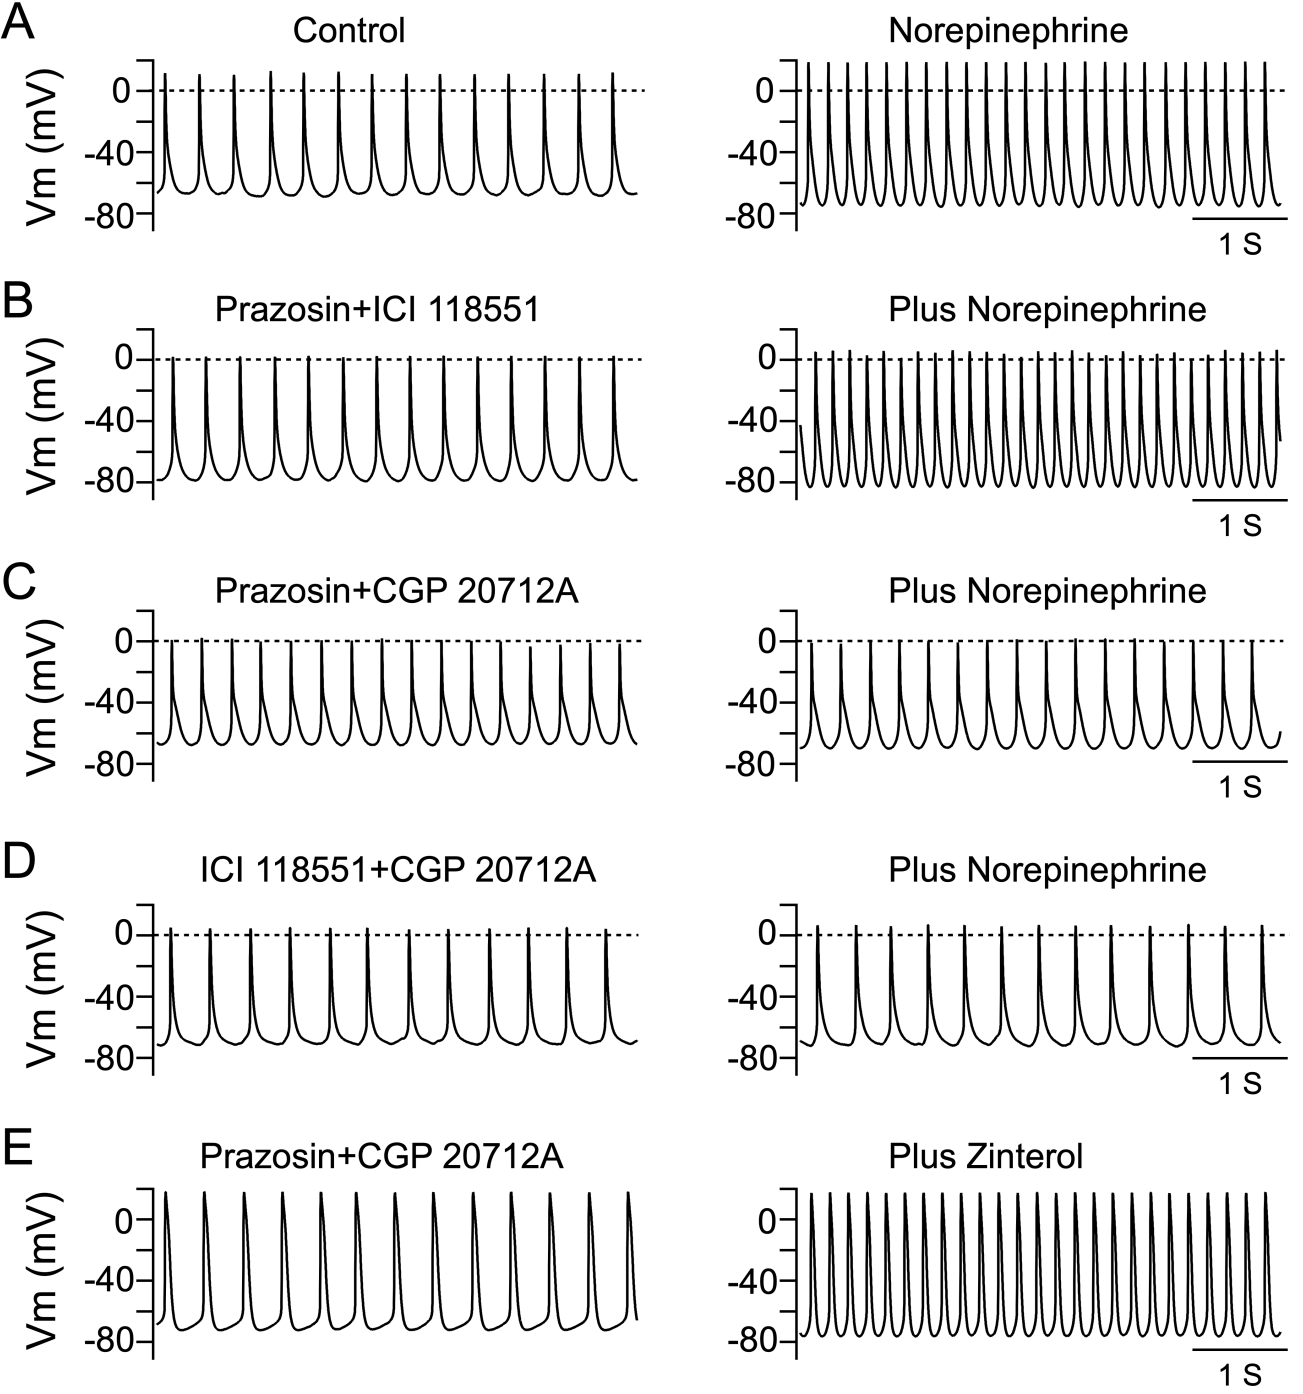 A
Control
Norepinephrine
Vm (mV)
0
-40
-80
0
-40
-80
1 S
B
Prazosin+ICI 118551
Plus Norepinephrine
Vm (mV)
0
-40
-80
0
-40
-80
1 S
C
Prazosin+CGP 20712A
Plus Norepinephrine
Vm (mV)
0
-40
-80
0
-40
-80
1 S
D
ICI 118551+CGP 20712A
Plus Norepinephrine
Vm (mV)
0
-40
-80
0
-40
-80
1 S
E
Prazosin+CGP 20712A
Plus Zinterol
Vm (mV)
0
-40
-80
0
-40
-80
1 S